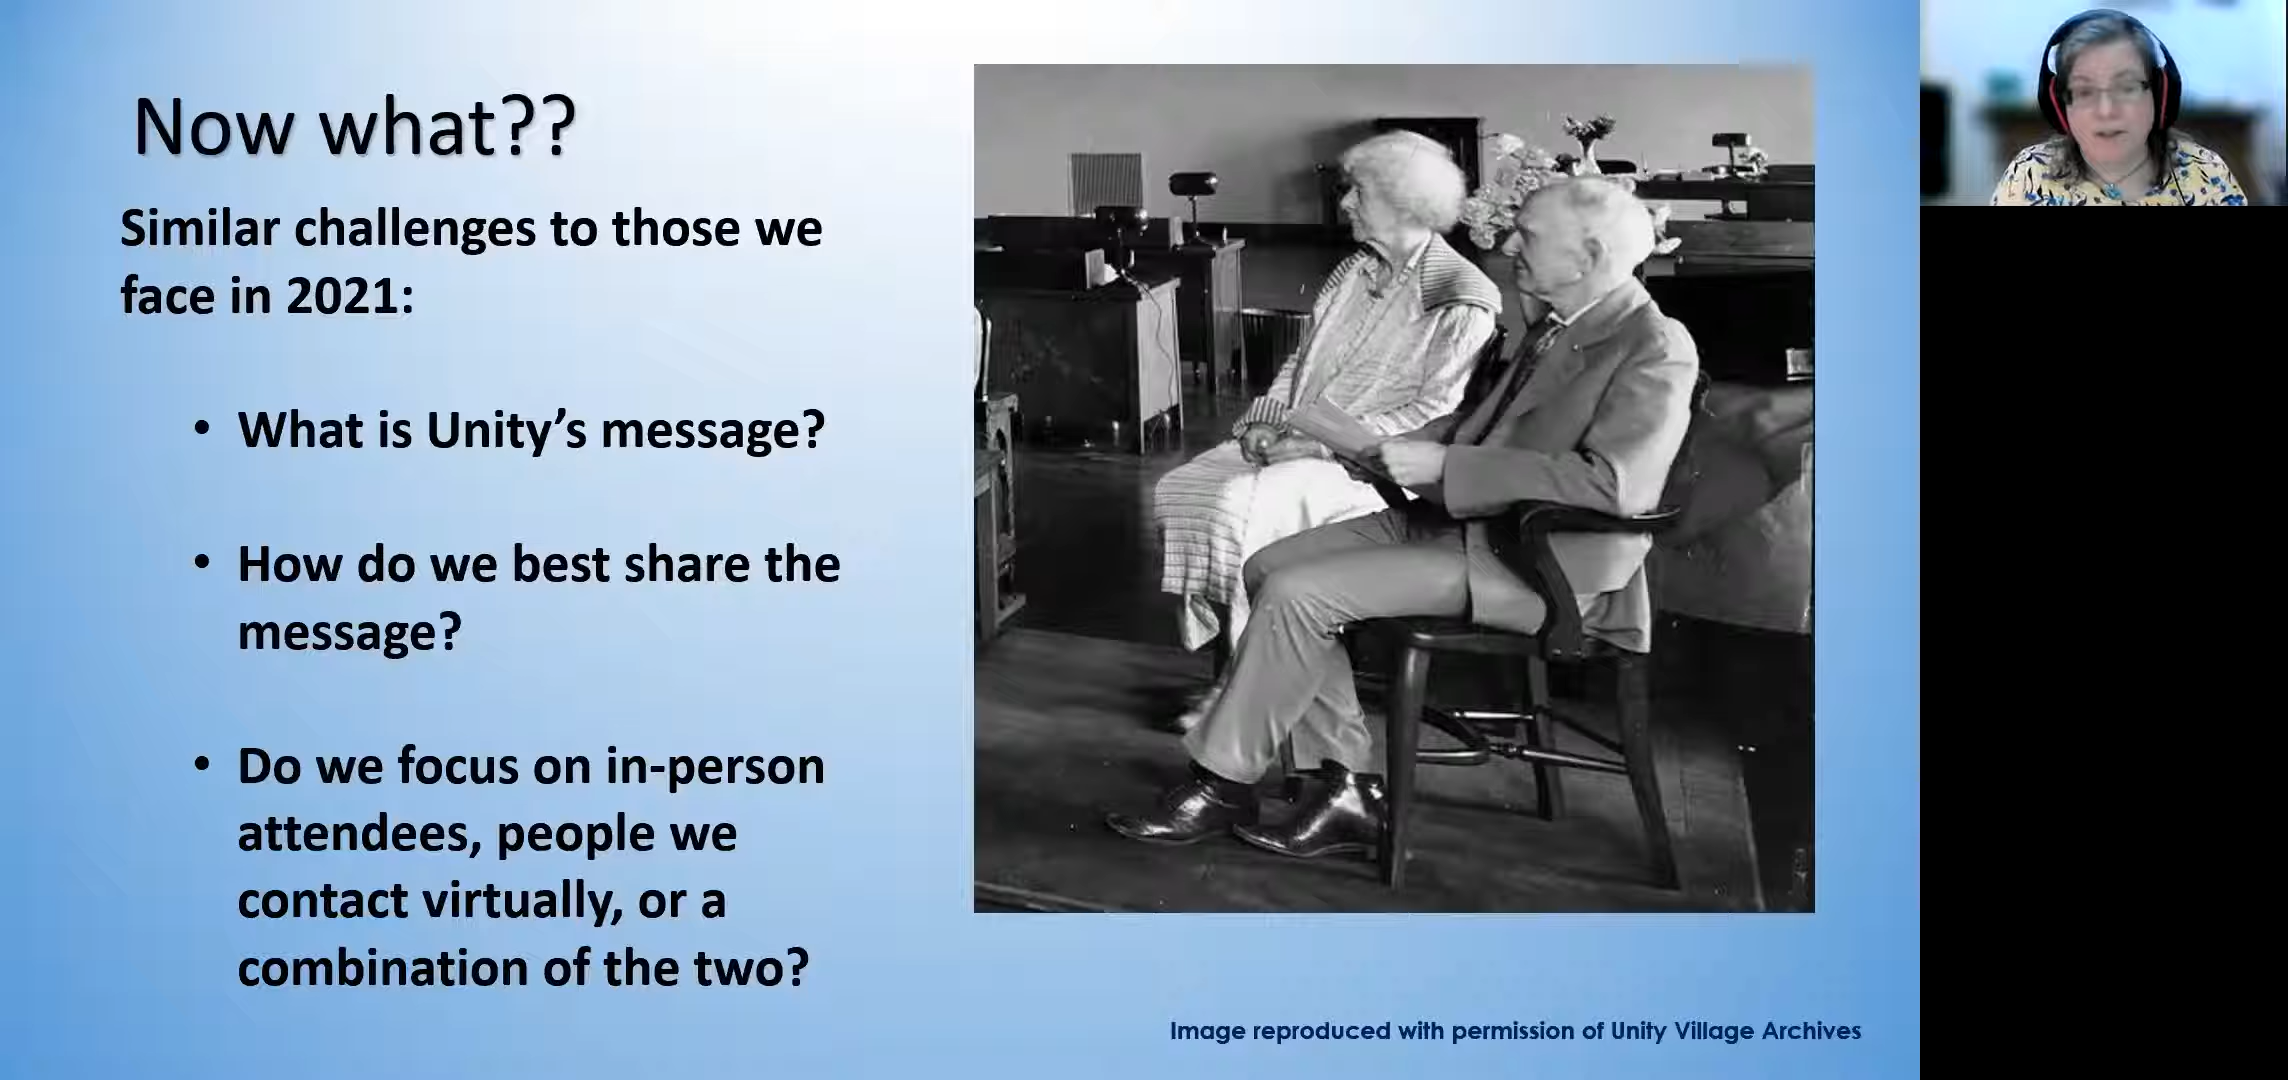 Now what??
Similar challenges to those we
face in 2021:
• What is Unity’s message?
• How do we best share the
message?
• Do we focus on in-person
attendees, people we
contact virtually, or a
combination of the two?
Image reproduced with permission of Unity Village Archives